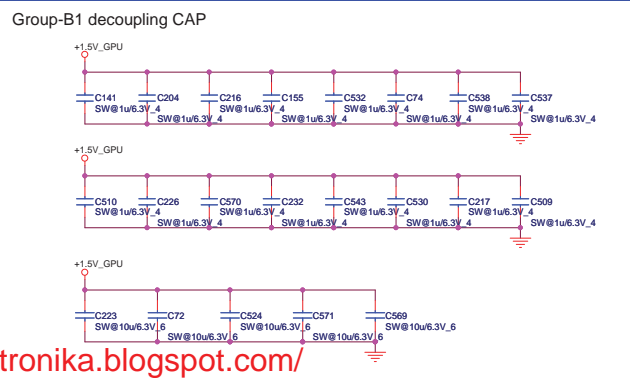 Group-B1 decoupling CAP
+1.5V_GPU
C141 C204 C216 C155 C532 C74 C538 C537
SW@1u/6.3V_4 SW@1u/6.3V_4 SW@1u/6.3V_4 SW@1u/6.3V_4
SW@1u/6.3V_4 SW@1u/6.3V_4 SW@1u/6.3V_4 SW@1u/6.3V_4
+1.5V_GPU
C510 C226 C570 C232 C543 C530 C217 C509
SW@1u/6.3V_4 SW@1u/6.3V_4 SW@1u/6.3V_4 SW@1u/6.3V_4
SW@1u/6.3V_4 SW@1u/6.3V_4 SW@1u/6.3V_4 SW@1u/6.3V_4
+1.5V_GPU
C223 C72 C524 C571 C569
SW@10u/6.3V_6 SW@10u/6.3V_6 SW@10u/6.3V_6
SW@10u/6.3V_6 SW@10u/6.3V_6
tronika.blogspot.com/